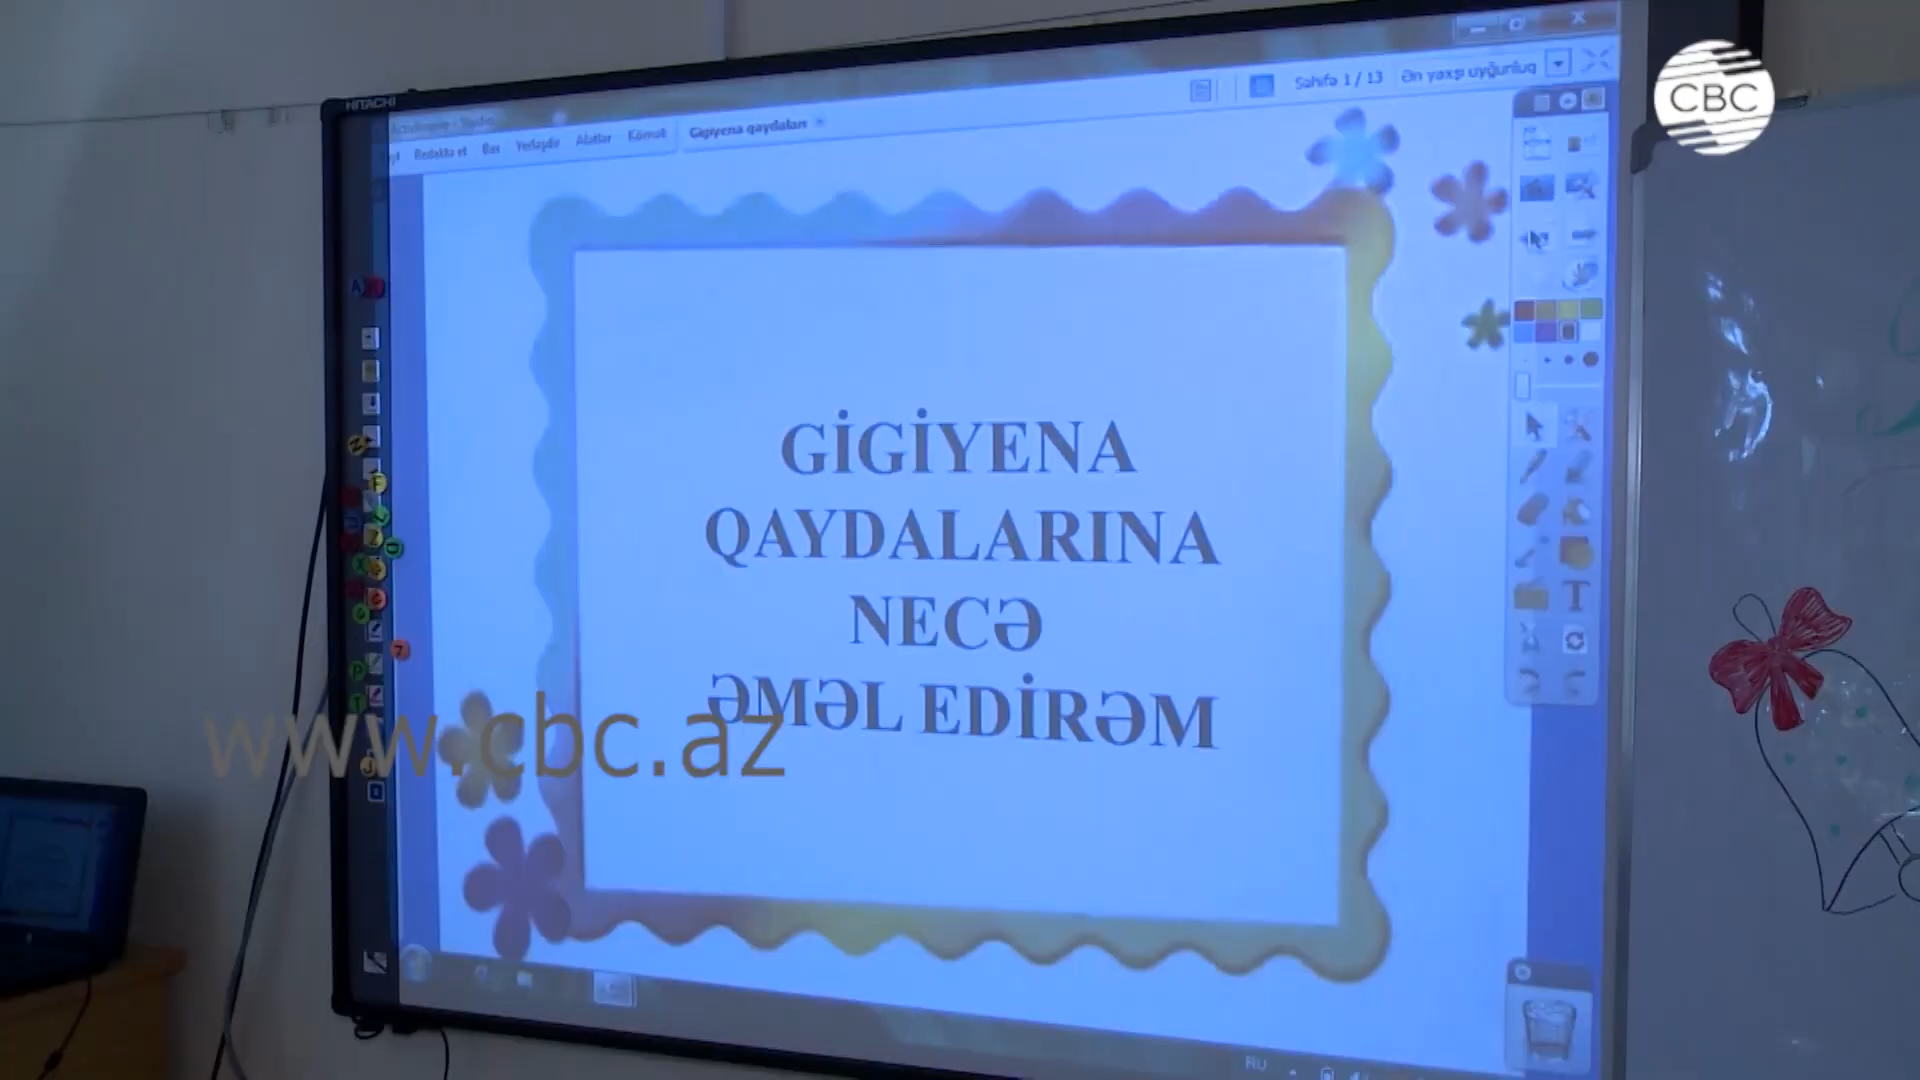 HITACHI
CBC
Səhifə 1 / 13 Ən yaxşı uyğunluq
Redaktə et Bax Yerləşdir Alətlər Kömək Gigiyena qaydaları
GİGİYENA
QAYDALARINA
NECƏ
ƏMƏL EDİRƏM
www.cbc.az
T
RU